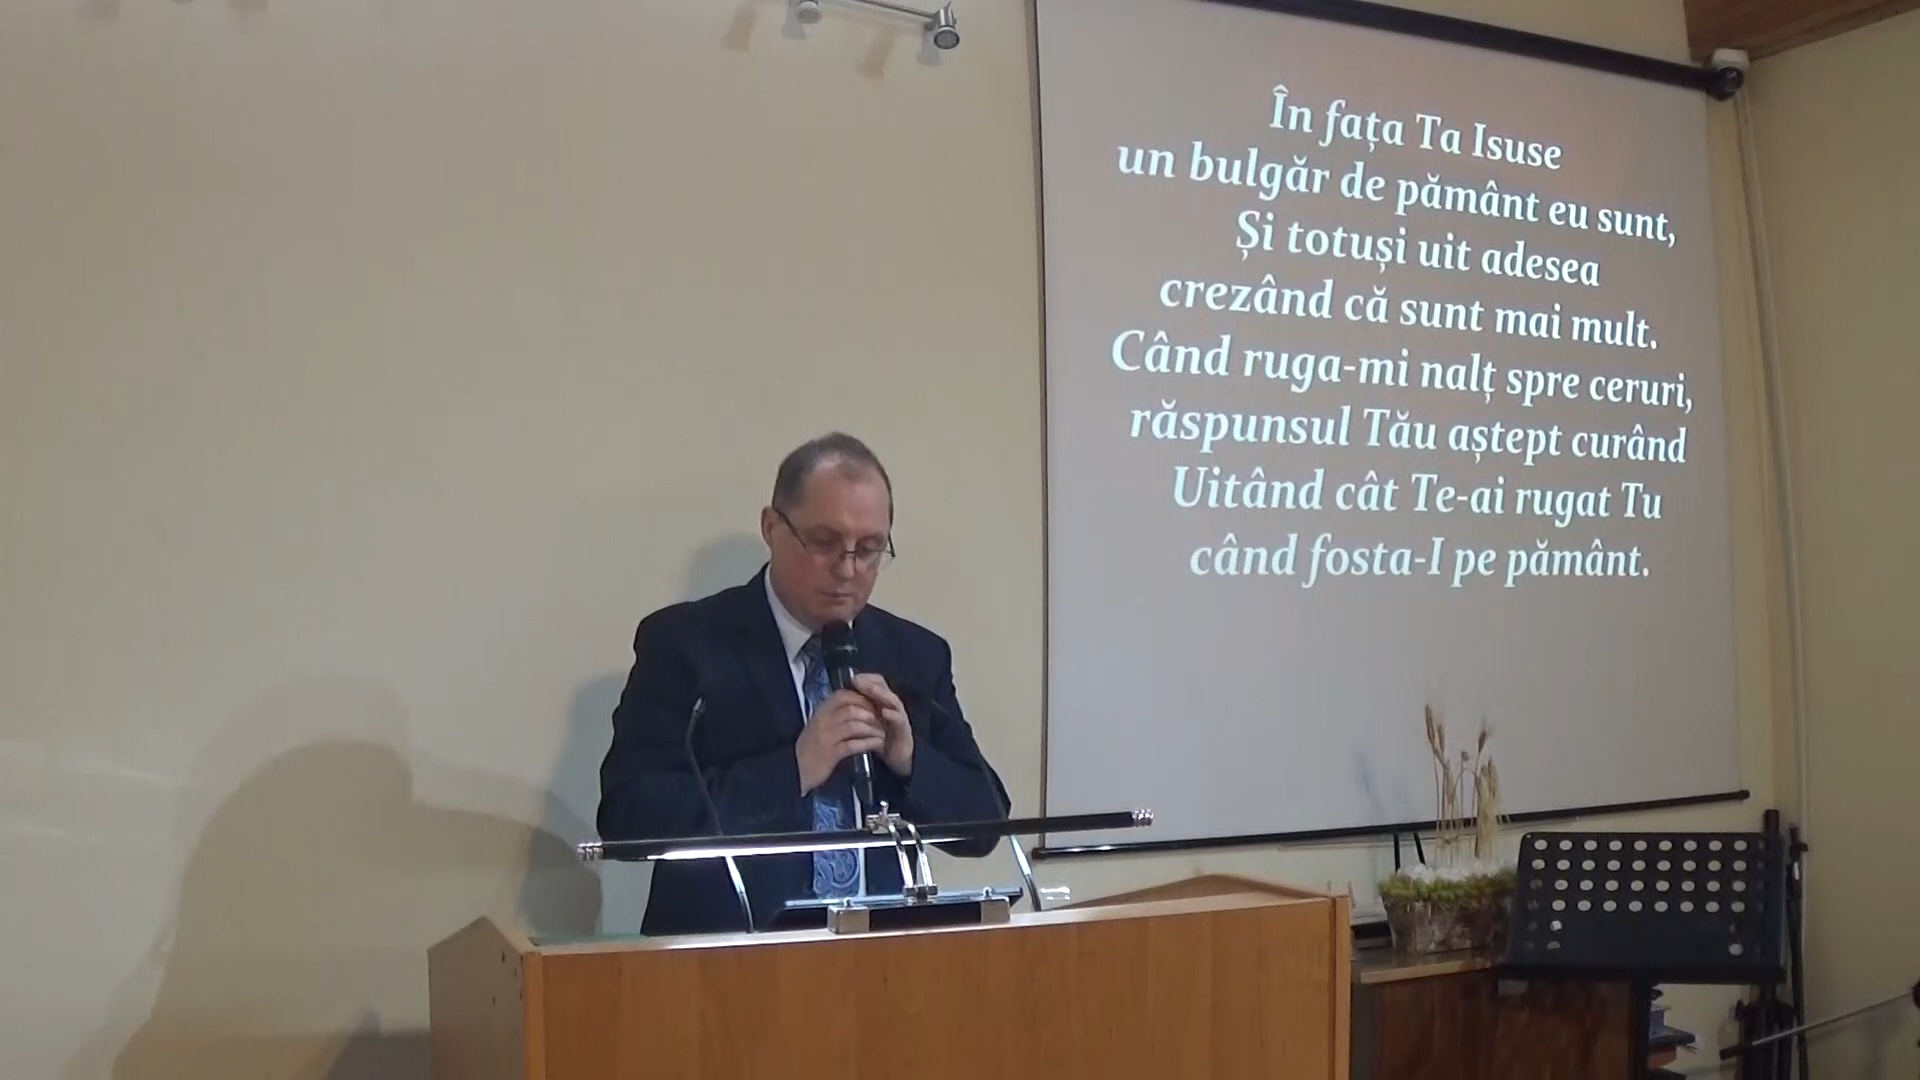 În fața Ta Isuse
un bulgăr de pământ eu sunt,
Și totuși uit adesea
crezând că sunt mai mult.
Când ruga-mi nalț spre ceruri,
răspunsul Tău aștept curând
Uitând cât Te-ai rugat Tu
când fosta-I pe pământ.